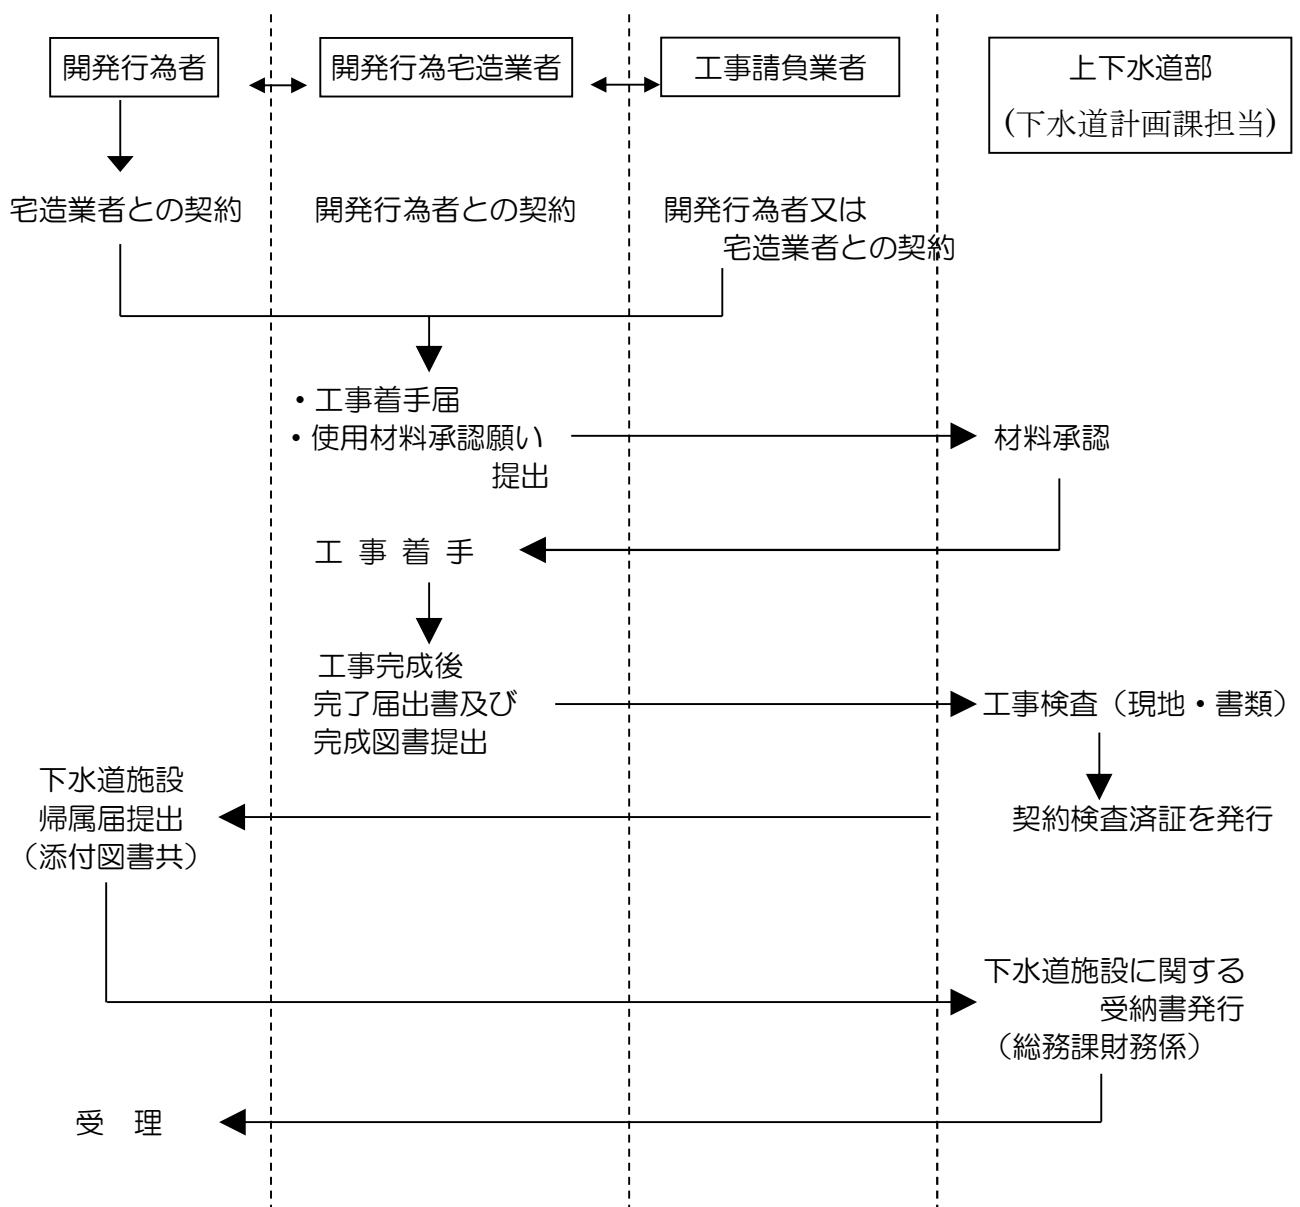 開発行為者
開発行為宅造業者
工事請負業者
上下水道部
(下水道計画課担当)
宅造業者との契約
開発行為者との契約
開発行為者又は
宅造業者との契約
・工事着手届
・使用材料承認願い
提出
材料承認
工 事 着 手
工事完成後
完了届出書及び
完成図書提出
工事検査（現地・書類）
契約検査済証を発行
下水道施設
帰属届提出
（添付図書共）
下水道施設に関する
受納書発行
（総務課財務係）
受 理